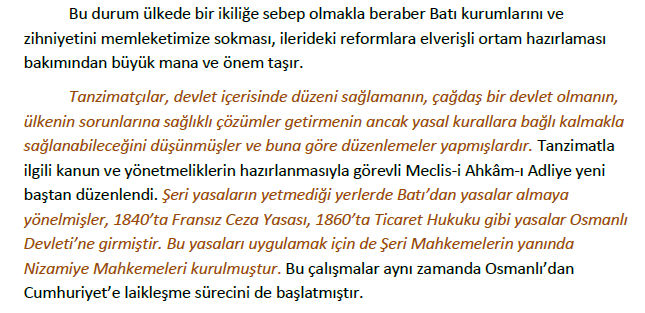 Bu durum ülkede bir ikiliğe sebep olmakla beraber Batı kurumlarını ve
zihniyetini memleketimize sokması, ilerideki reformlara elverişli ortam hazırlaması
bakımından büyük mana ve önem taşır.
Tanzimatçılar, devlet içerisinde düzeni sağlamanın, çağdaş bir devlet olmanın,
ülkenin sorunlarına sağlıklı çözümler getirmenin ancak yasal kurallara bağlı kalmakla
sağlanabileceğini düşünmüşler ve buna göre düzenlemeler yapmışlardır. Tanzimatla
ilgili kanun ve yönetmeliklerin hazırlanmasıyla görevli Meclis-i Ahkâm-ı Adliye yeni
baştan düzenlendi. Şeri yasaların yetmediği yerlerde Batı’dan yasalar almaya
yönelmişler, 1840’ta Fransız Ceza Yasası, 1860’ta Ticaret Hukuku gibi yasalar Osmanlı
Devleti’ne girmiştir. Bu yasaları uygulamak için de Şeri Mahkemelerin yanında
Nizamiye Mahkemeleri kurulmuştur. Bu çalışmalar aynı zamanda Osmanlı’dan
Cumhuriyet’e laikleşme sürecini de başlatmıştır.